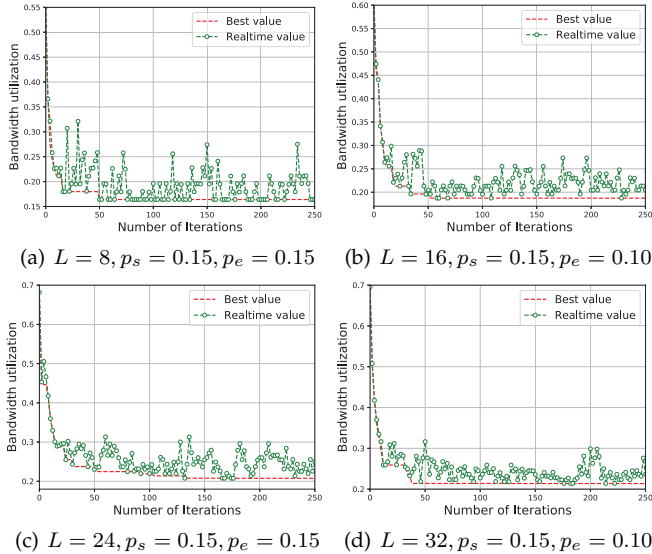 0.55
0.50
0.45
0.40
0.35
0.30
0.25
0.20
0.15
Bandwidth utilization
Best value
Realtime value
0 50 100 150 200 250
Number of Iterations
(a) L = 8, p_s = 0.15, p_e = 0.15
0.60
0.55
0.50
0.45
0.40
0.35
0.30
0.25
0.20
Bandwidth utilization
Best value
Realtime value
0 50 100 150 200 250
Number of Iterations
(b) L = 16, p_s = 0.15, p_e = 0.10
0.7
0.6
0.5
0.4
0.3
0.2
Bandwidth utilization
Best value
Realtime value
0 50 100 150 200 250
Number of Iterations
(c) L = 24, p_s = 0.15, p_e = 0.15
0.7
0.6
0.5
0.4
0.3
0.2
Bandwidth utilization
Best value
Realtime value
0 50 100 150 200 250
Number of Iterations
(d) L = 32, p_s = 0.15, p_e = 0.10